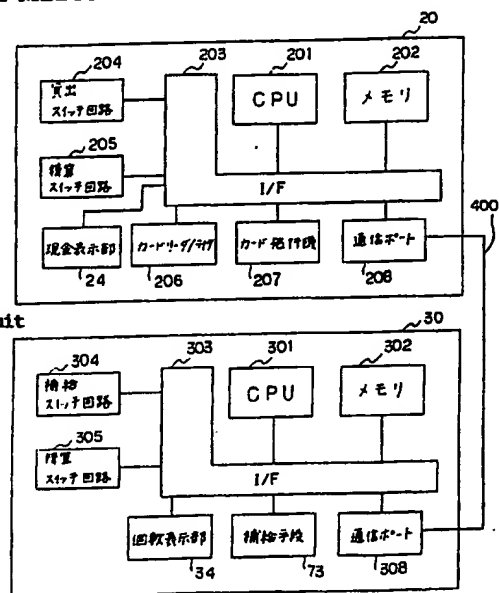 20
204
203
201
202
貸出
スイッチ回路
CPU
メモリ
205
精算
スイッチ回路
I/F
400
現金表示部
カードリーダ/ライタ
カード発行機
通信ポート
24
206
207
208
uit
30
304
303
301
302
補給
スイッチ回路
CPU
メモリ
305
精算
スイッチ回路
I/F
回数表示部
補給手段
通信ポート
34
73
308